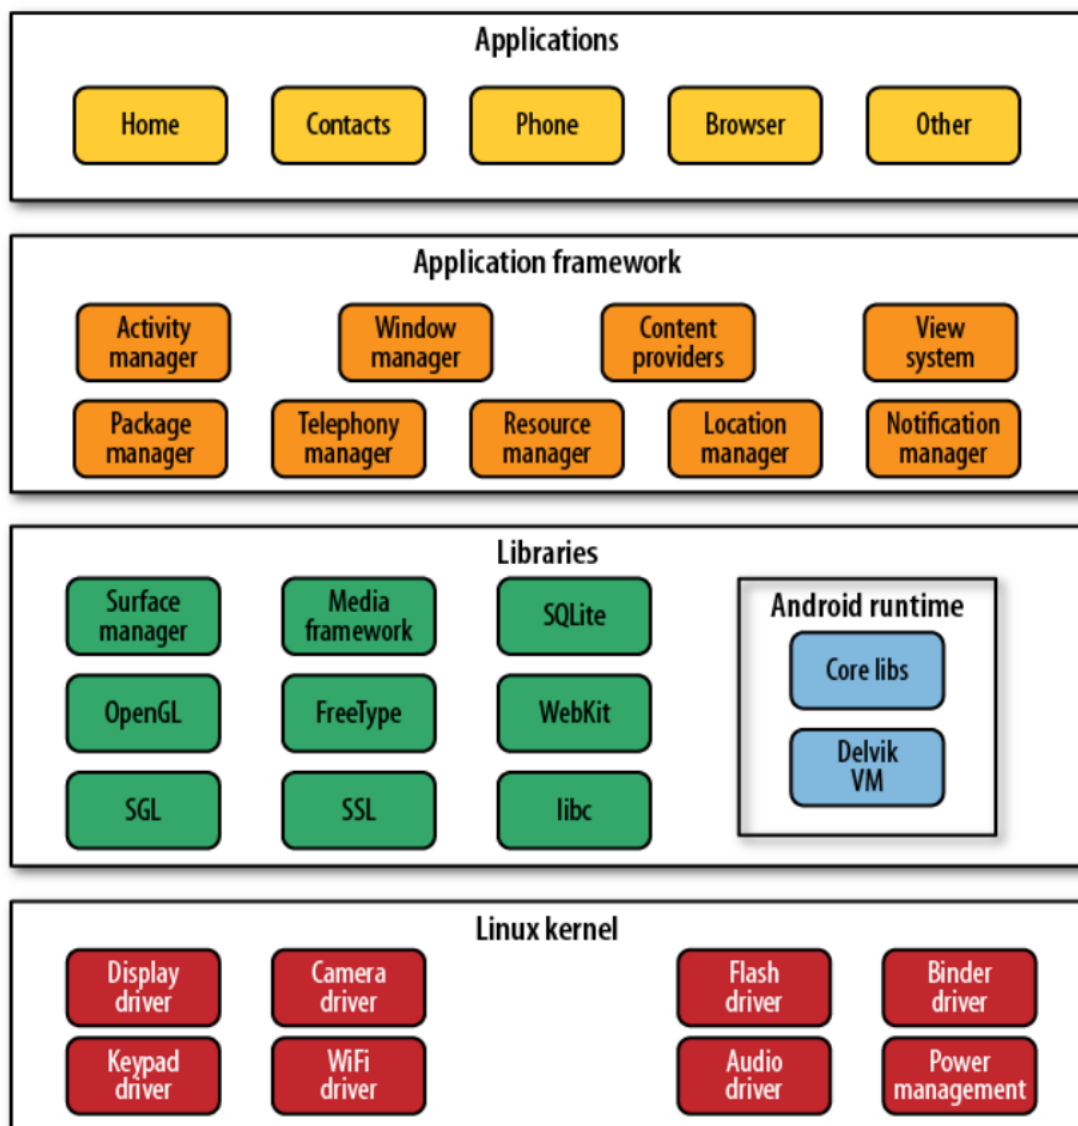 Applications
Home
Contacts
Phone
Browser
Other
Application framework
Activity
manager
Window
manager
Content
providers
View
system
Package
manager
Telephony
manager
Resource
manager
Location
manager
Notification
manager
Libraries
Surface
manager
Media
framework
SQLite
OpenGL
FreeType
WebKit
SGL
SSL
libc
Android runtime
Core libs
Delvik
VM
Linux kernel
Display
driver
Camera
driver
Flash
driver
Binder
driver
Keypad
driver
WiFi
driver
Audio
driver
Power
management